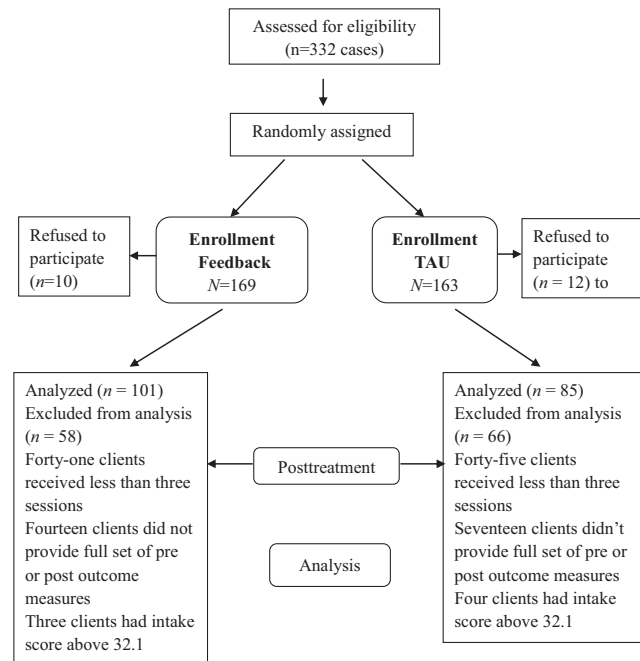 Assessed for eligibility
(n=332 cases)
Randomly assigned
Refused to
participate
(n=10)
Enrollment
Feedback
N=169
Enrollment
TAU
N=163
Refused to
participate
(n = 12) to
Analyzed (n = 101)
Excluded from analysis
(n = 58)
Forty-one clients
received less than three
sessions
Fourteen clients did not
provide full set of pre
or post outcome
measures
Three clients had intake
score above 32.1
Posttreatment
Analysis
Analyzed (n = 85)
Excluded from analysis
(n = 66)
Forty-five clients
received less than three
sessions
Seventeen clients didn't
provide full set of pre or
post outcome measures
Four clients had intake
score above 32.1